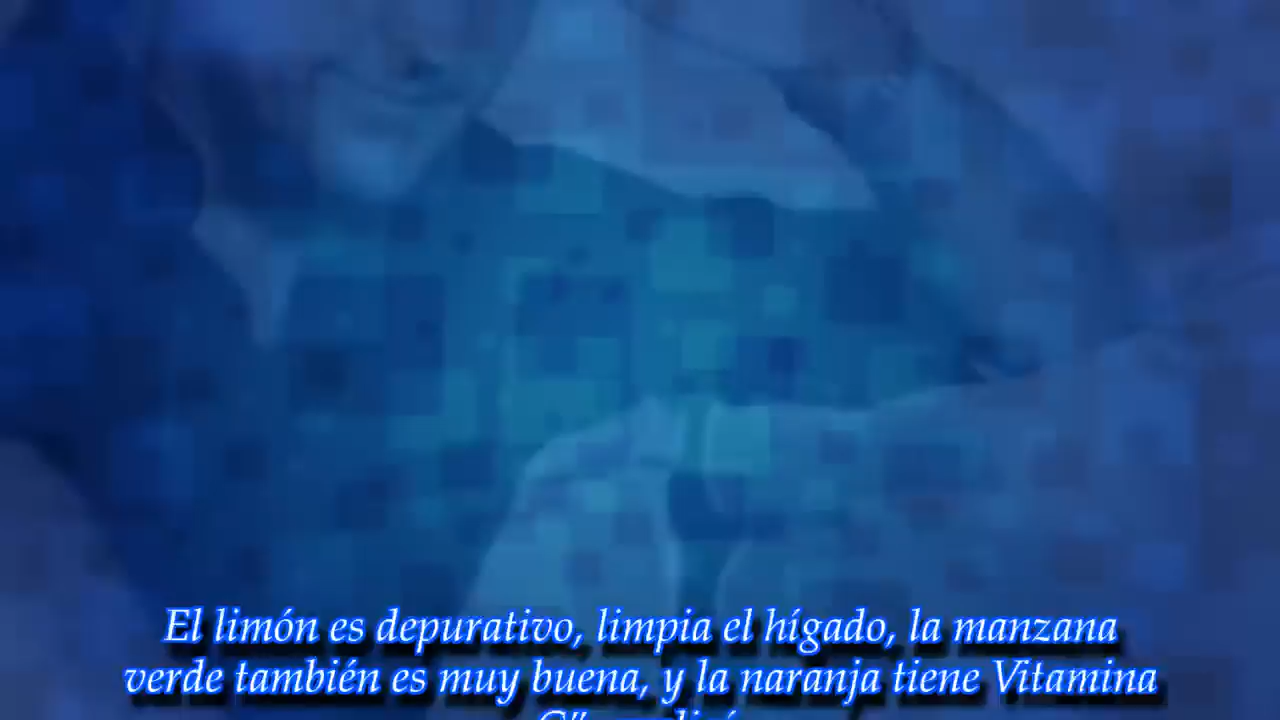 El limón es depurativo, limpia el hígado, la manzana
verde también es muy buena, y la naranja tiene Vitamina